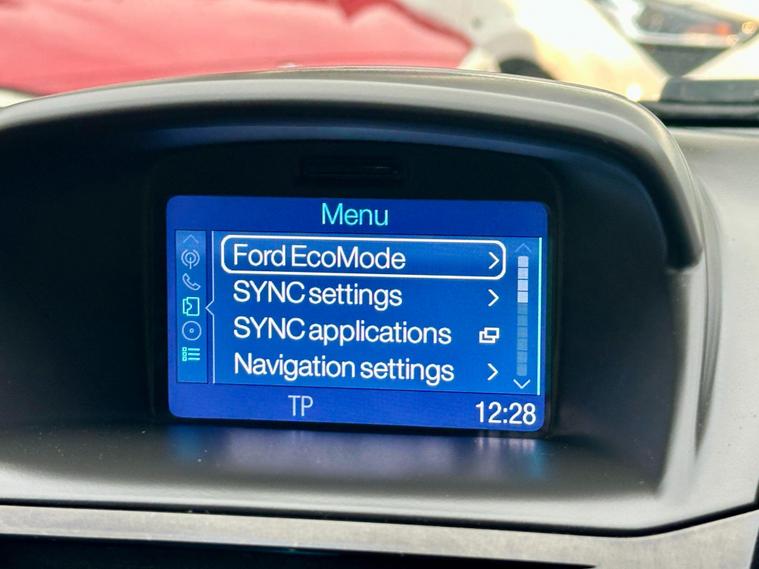 Menu
Ford EcoMode
SYNC settings
SYNC applications
Navigation settings
TP 12:28